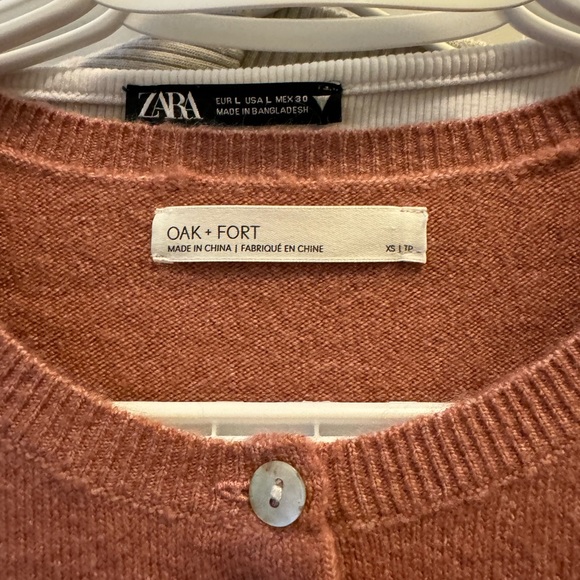 ZARA
EUR L USA L MEX 30
MADE IN BANGLADESH
OAK + FORT
MADE IN CHINA | FABRIQUÉ EN CHINE
XS | TP